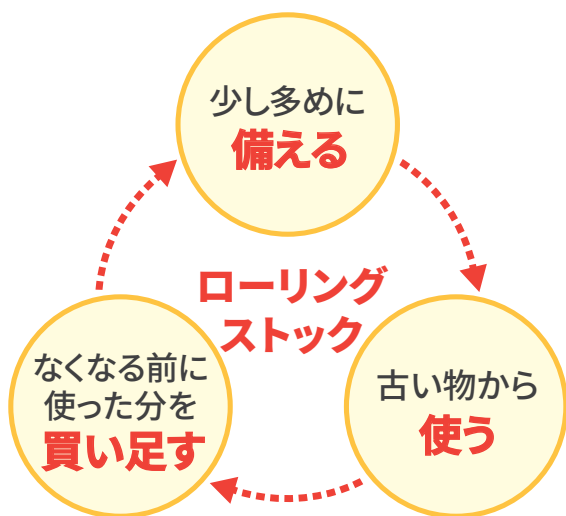 少し多めに
備える
ローリング
ストック
古い物から
使う
なくなる前に
使った分を
買い足す